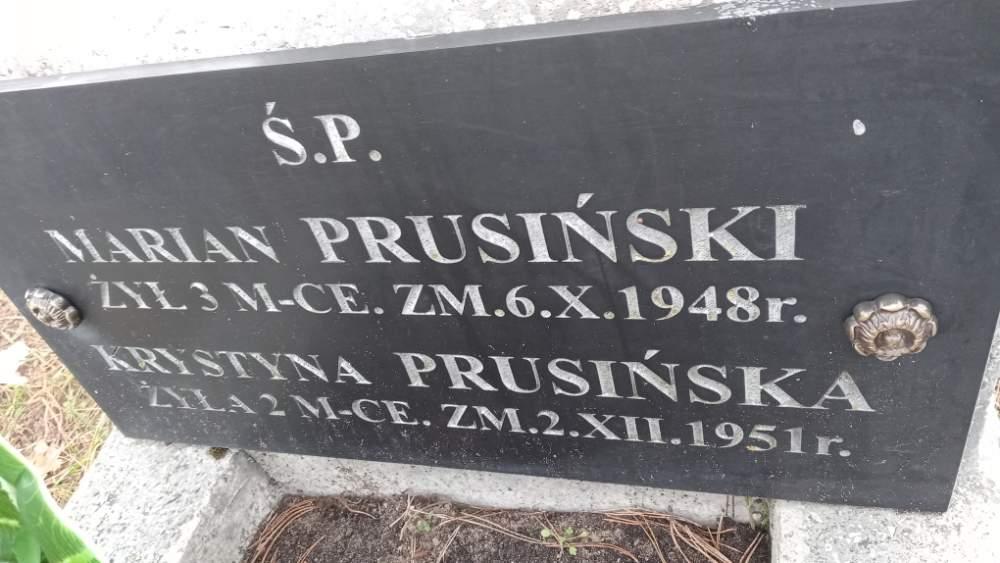 Ś.P.
MARIAN PRUSIŃSKI
ŻYŁ 3 M-CE. ZM.6.X.1948r.
KRYSTYNA PRUSIŃSKA
ŻYŁA 2 M-CE. ZM.2.XII.1951r.